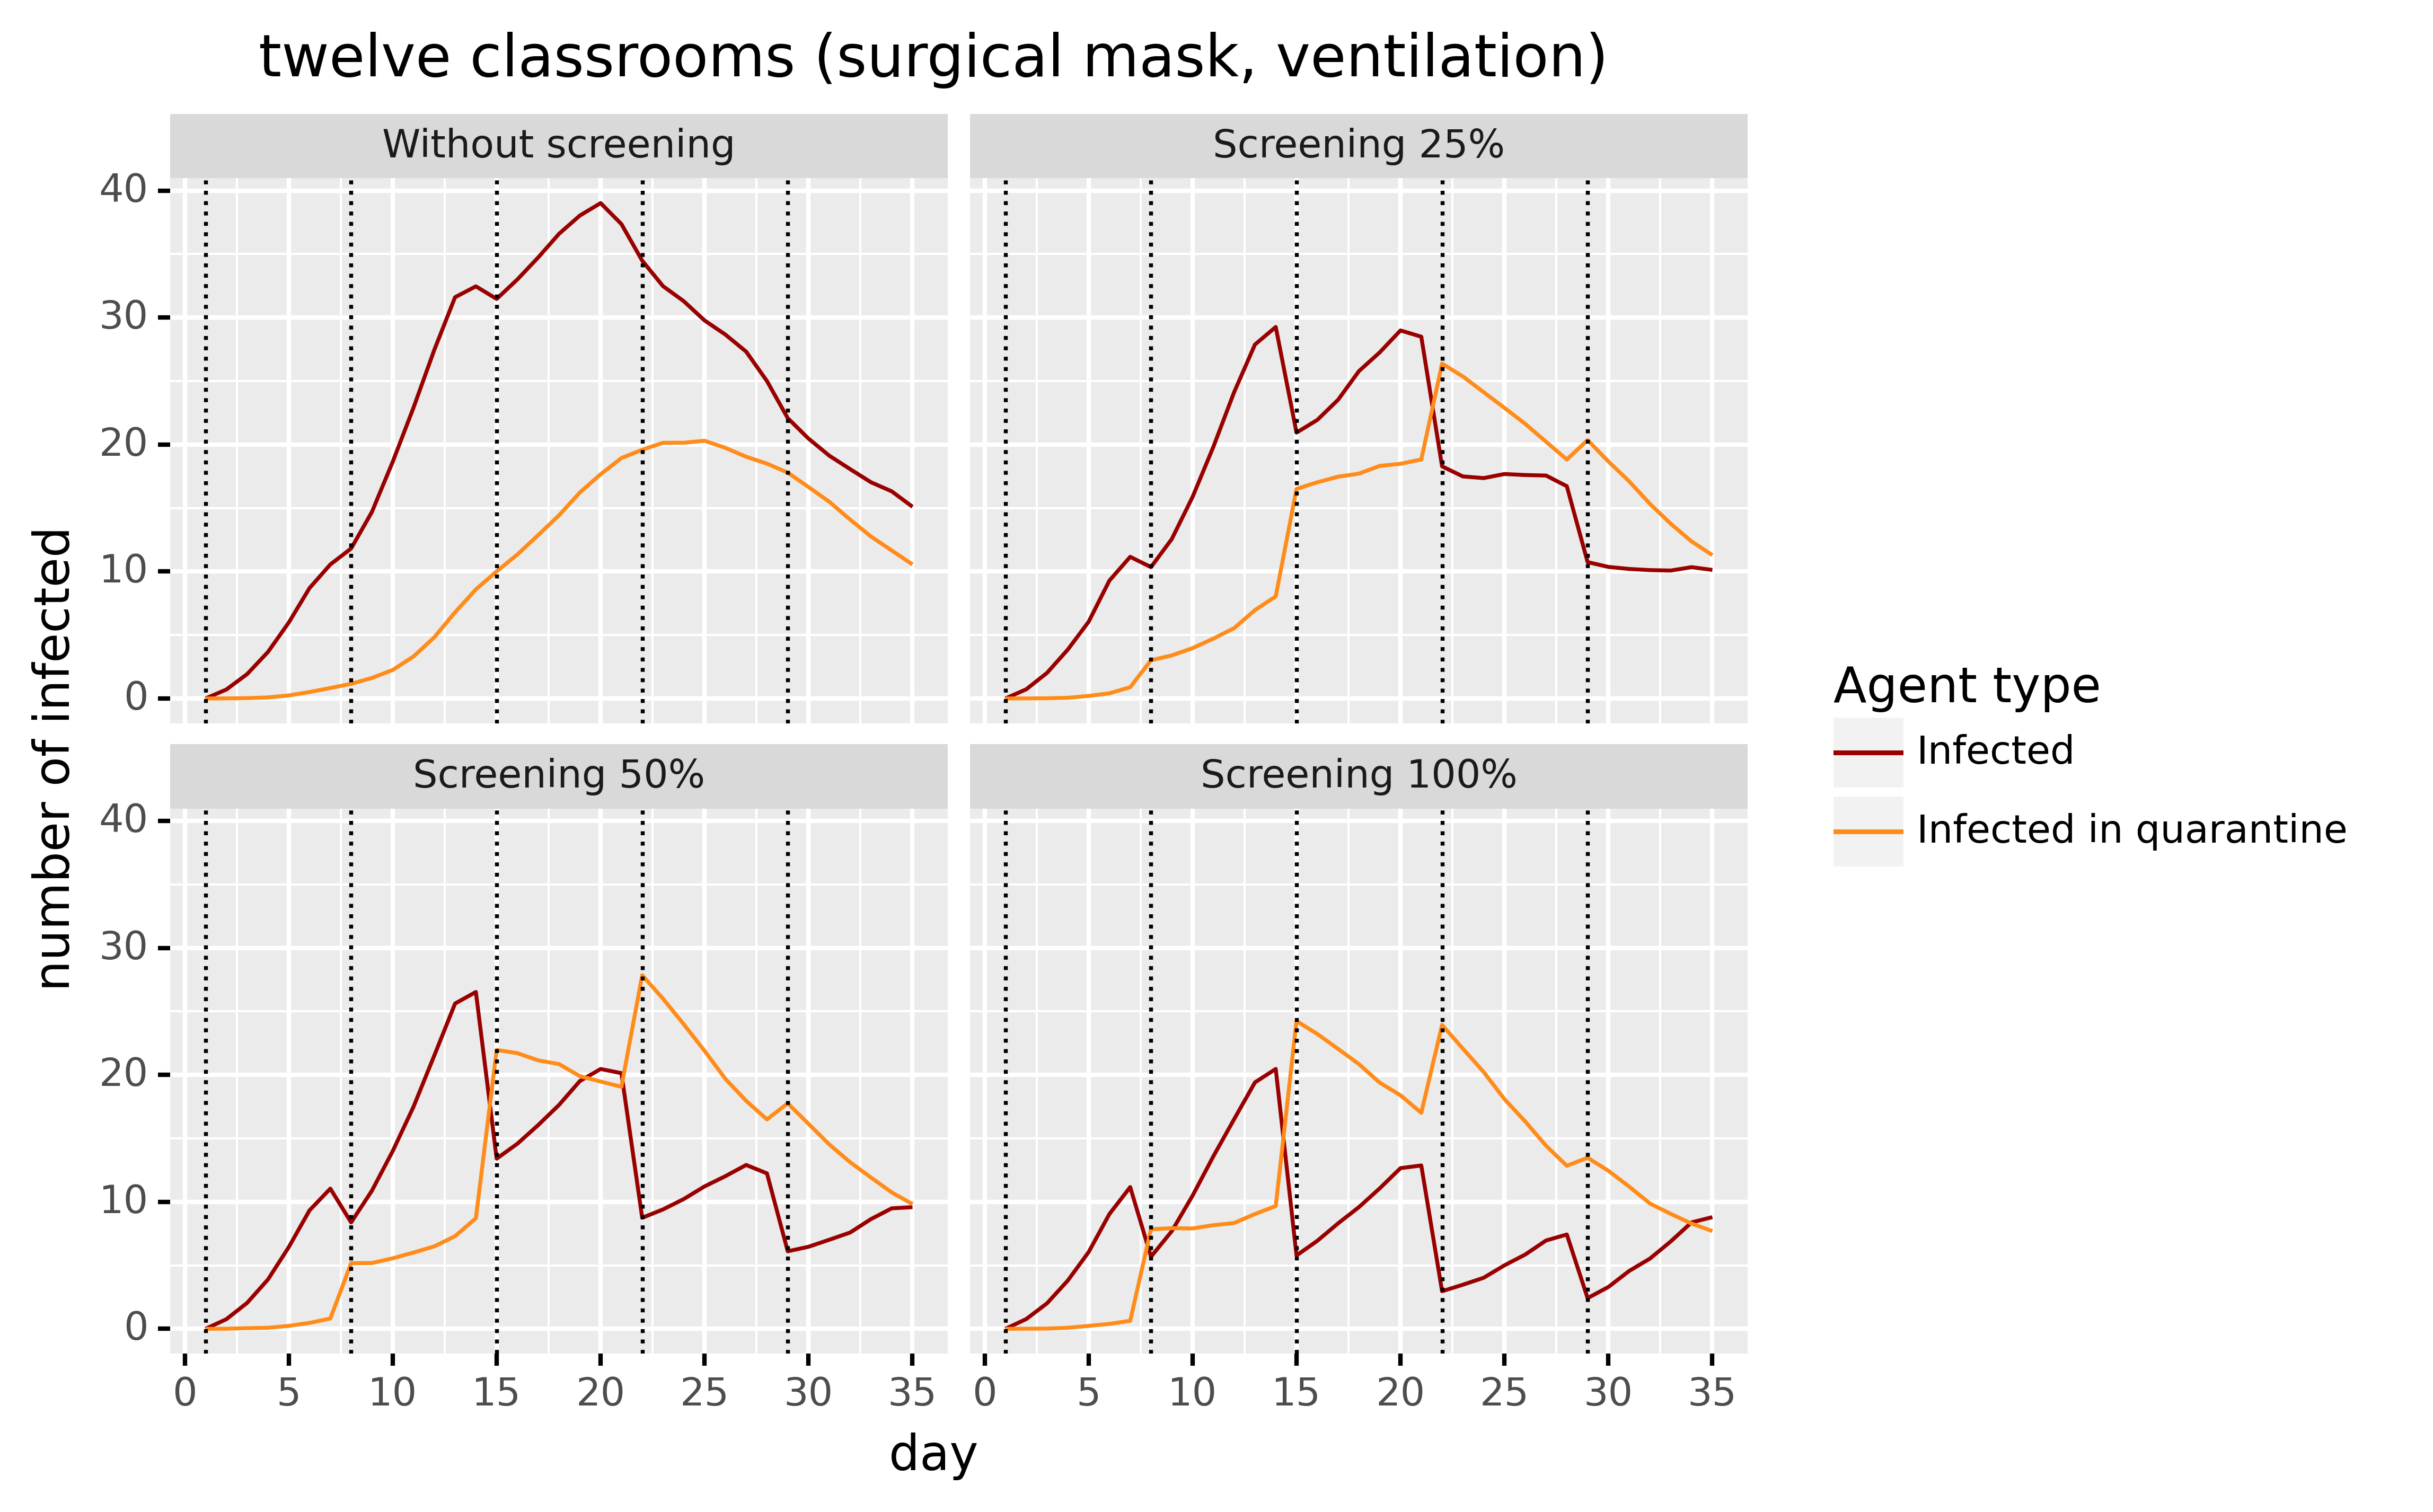 twelve classrooms (surgical mask, ventilation)
Without screening
Screening 25%
40
30
20
10
0
Screening 50%
Screening 100%
40
30
20
10
0
0 5 10 15 20 25 30 35
0 5 10 15 20 25 30 35
number of infected
day
Agent type
Infected
Infected in quarantine